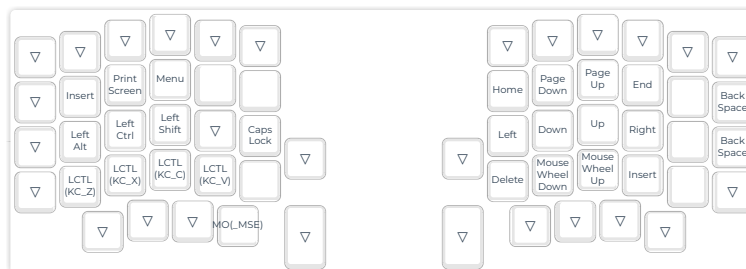 Insert
Print
Screen
Menu
Home
Page
Down
Page
Up
End
Back
Space
Left
Alt
Left
Ctrl
Left
Shift
Caps
Lock
Left
Down
Up
Right
Back
Space
LCTL
(KC_Z)
LCTL
(KC_X)
LCTL
(KC_C)
LCTL
(KC_V)
Delete
Mouse
Wheel
Down
Mouse
Wheel
Up
Insert
MO(_MSE)